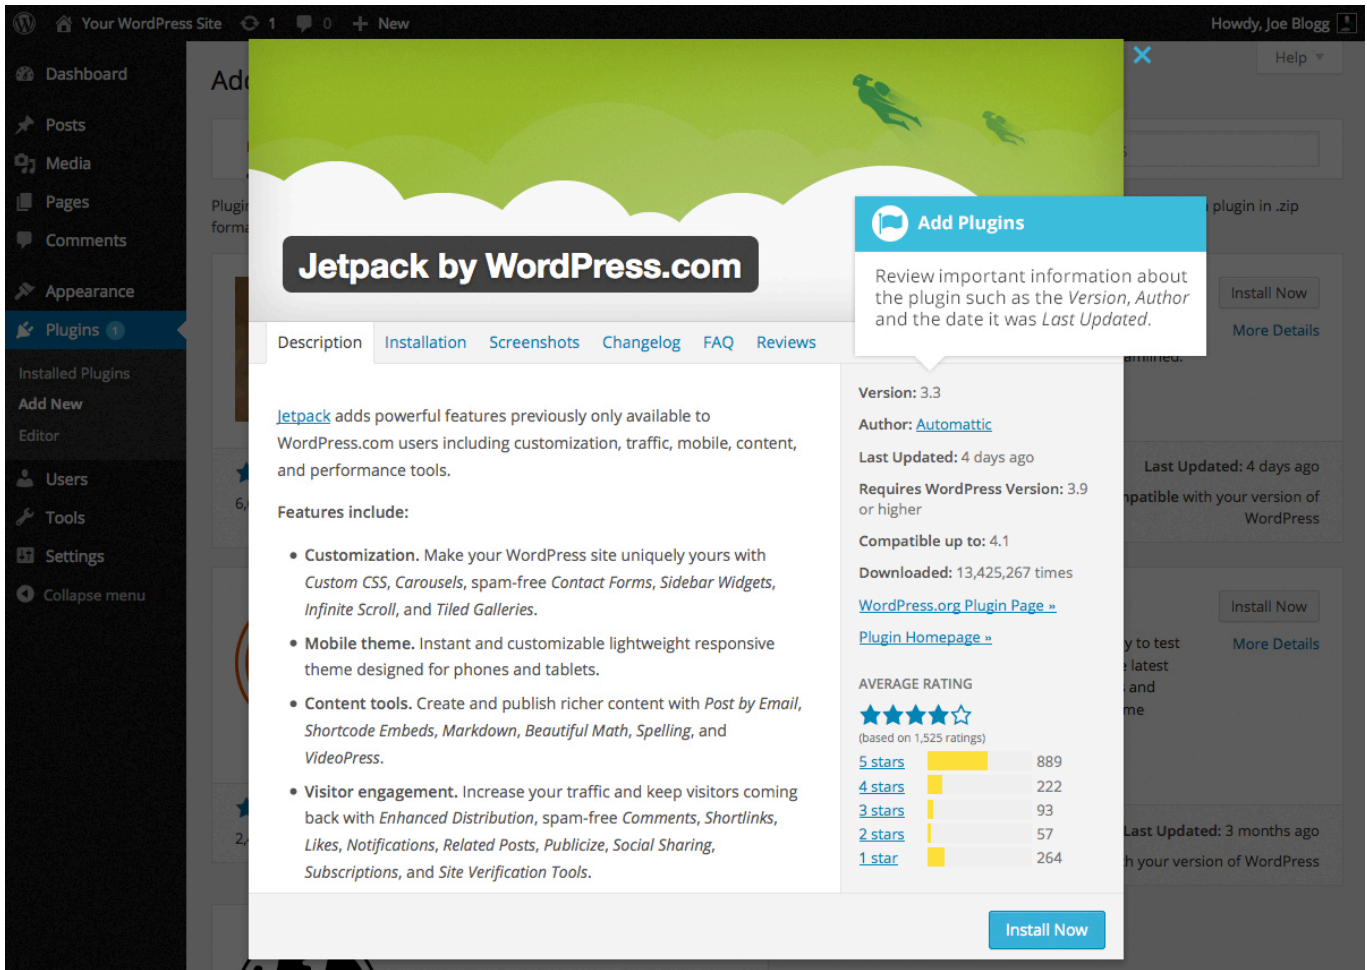 Your WordPress Site 1 0 New Howdy, Joe Blogg
Help
Dashboard
Posts
Media
Pages
Comments
Appearance
Plugins 1
Installed Plugins
Add New
Editor
Users
Tools
Settings
Collapse menu
Jetpack by WordPress.com
Add Plugins
Review important information about
the plugin such as the Version, Author
and the date it was Last Updated.
Description Installation Screenshots Changelog FAQ Reviews
Jetpack adds powerful features previously only available to
WordPress.com users including customization, traffic, mobile, content,
and performance tools.
Features include:
• Customization. Make your WordPress site uniquely yours with
Custom CSS, Carousels, spam-free Contact Forms, Sidebar Widgets,
Infinite Scroll, and Tiled Galleries.
• Mobile theme. Instant and customizable lightweight responsive
theme designed for phones and tablets.
• Content tools. Create and publish richer content with Post by Email,
Shortcode Embeds, Markdown, Beautiful Math, Spelling, and
VideoPress.
• Visitor engagement. Increase your traffic and keep visitors coming
back with Enhanced Distribution, spam-free Comments, Shortlinks,
Likes, Notifications, Related Posts, Publicize, Social Sharing,
Subscriptions, and Site Verification Tools.
Version: 3.3
Author: Automattic
Last Updated: 4 days ago
Requires WordPress Version: 3.9
or higher
Compatible up to: 4.1
Downloaded: 13,425,267 times
WordPress.org Plugin Page »
Plugin Homepage »
AVERAGE RATING
(based on 1,525 ratings)
5 stars 889
4 stars 222
3 stars 93
2 stars 57
1 star 264
Install Now
plugin in .zip
Install Now
More Details
Last Updated: 4 days ago
with your version of
WordPress
Install Now
More Details
y to test
latest
and
me
Last Updated: 3 months ago
your version of WordPress